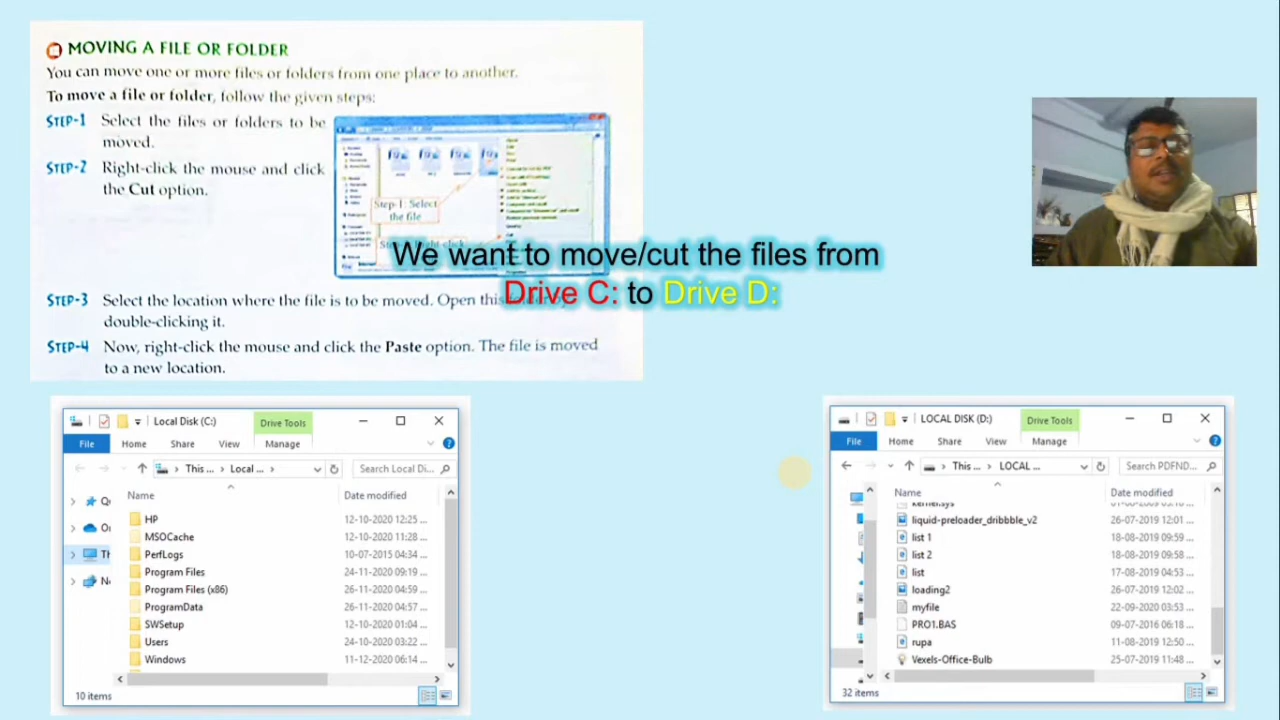 MOVING A FILE OR FOLDER
You can move one or more files or folders from one place to another.
To move a file or folder, follow the given steps:
STEP-1 Select the files or folders to be
moved.
STEP-2 Right-click the mouse and click
the Cut option.
Step-1: Select
the file
We want to move/cut the files from
Drive C: to Drive D:
STEP-3 Select the location where the file is to be moved. Open this
double-clicking it.
STEP-4 Now, right-click the mouse and click the Paste option. The file is moved
to a new location.
Local Disk (C:) Drive Tools
File Home Share View Manage
This ... Local ... Search Local Di...
Name Date modified
HP 12-10-2020 12:25 ...
MSOCache 12-10-2020 11:28 ...
PerfLogs 10-07-2015 04:34 ...
Program Files 24-11-2020 09:19 ...
Program Files (x86) 26-11-2020 04:59 ...
ProgramData 26-11-2020 04:57 ...
SWSetup 12-10-2020 01:04 ...
Users 24-10-2020 03:22 ...
Windows 11-12-2020 06:14 ...
10 items
LOCAL DISK (D:) Drive Tools
File Home Share View Manage
This ... LOCAL ... Search PDFND...
Name Date modified
liquid-preloader_dribbble_v2 26-07-2019 12:01 ...
list 1 18-08-2019 09:59 ...
list 2 18-08-2019 09:58 ...
list 17-08-2019 04:53 ...
loading2 26-07-2019 12:02 ...
myfile 22-09-2020 03:53 ...
PRO1.BAS 09-07-2016 06:18 ...
rupa 11-08-2019 12:50 ...
Vexels-Office-Bulb 25-07-2019 11:48 ...
32 items